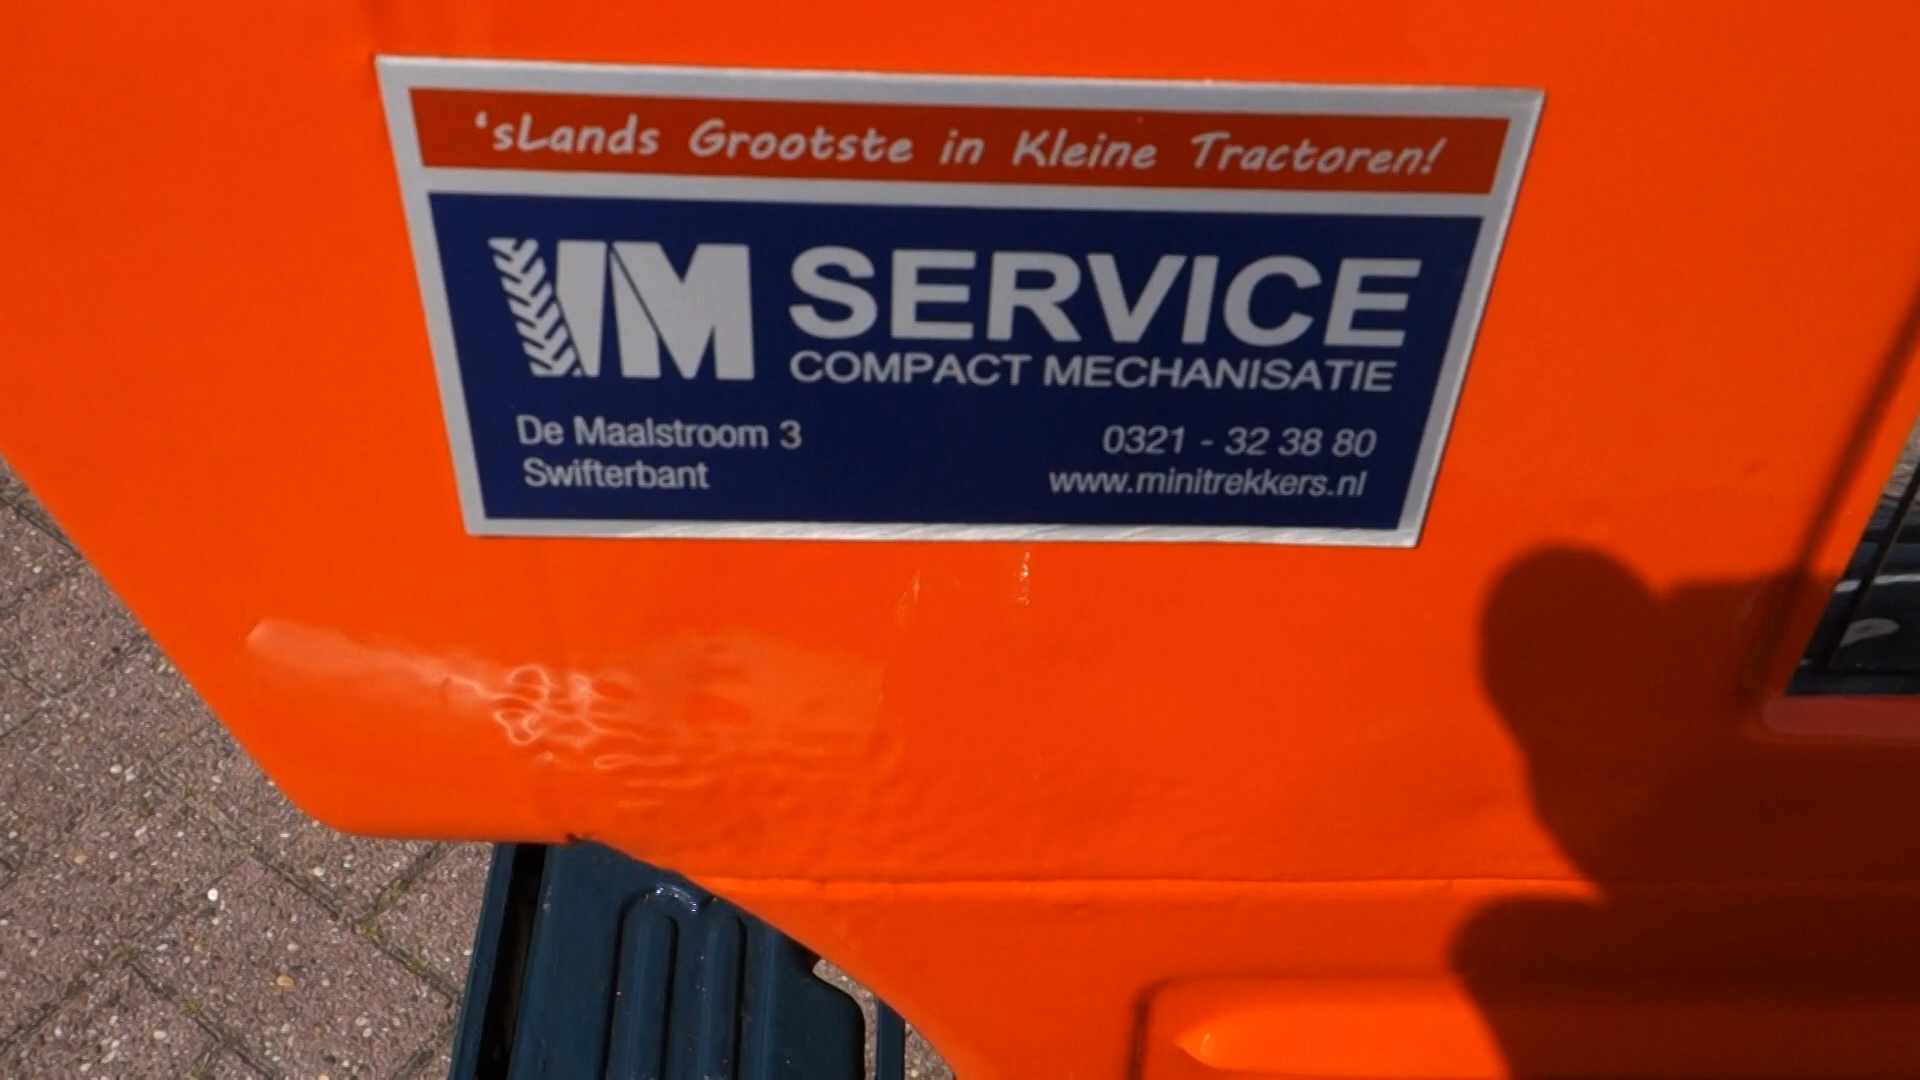 'sLands Grootste in Kleine Tractoren!
IM SERVICE
COMPACT MECHANISATIE
De Maalstroom 3
0321 - 32 38 80
Swifterbant
www.minitrekkers.nl